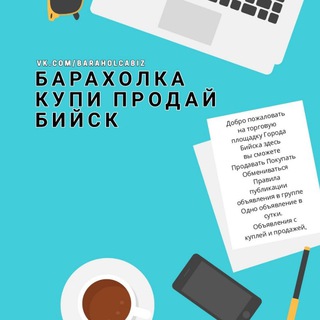 VK.COM/BARAHOLCABIZ
БАРАХОЛКА
КУПИ ПРОДАЙ
БИЙСК
Добро пожаловать
на торговую
площадку Города
Бийска здесь
вы сможете
Продавать Покупать
Обмениваться
Правила
публикации
объявления в группе
Одно объявление в
сутки.
Объявления с
куплей и продажей,